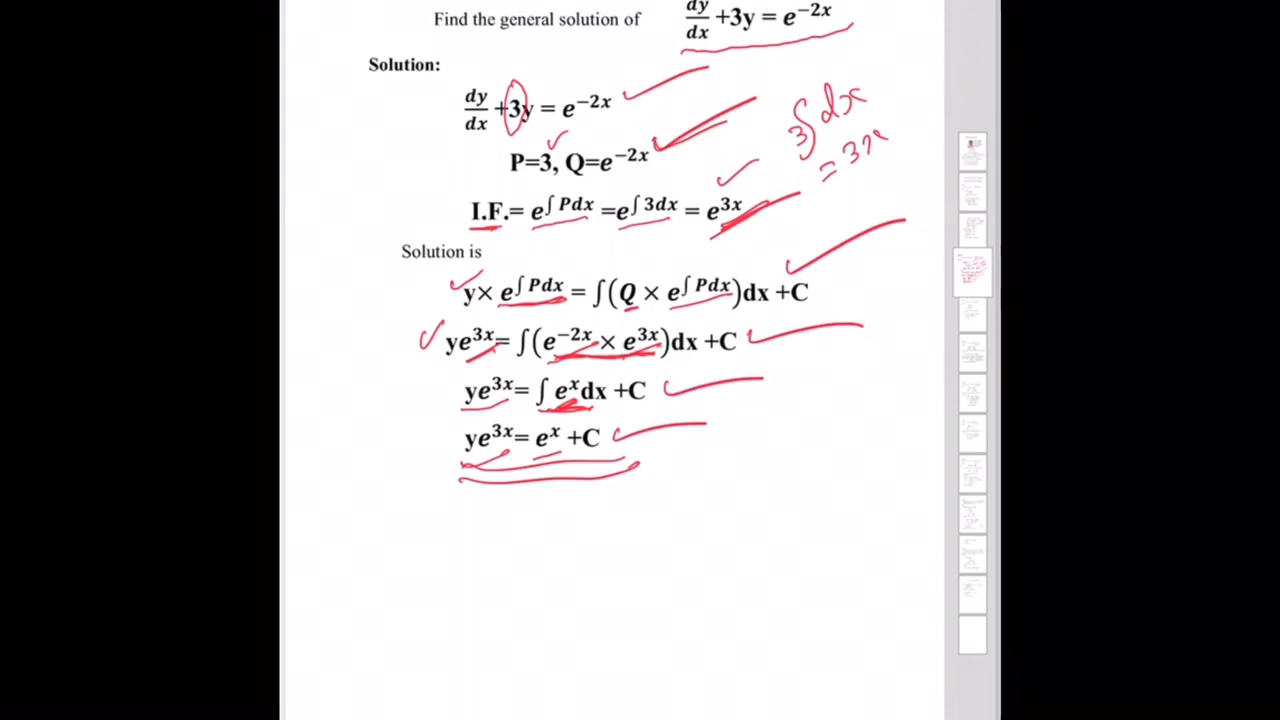 Find the general solution of dy/dx +3y = e^−2x
Solution:
dy/dx +3y = e^−2x
P=3, Q=e^−2x
I.F.= e^∫ Pdx =e^∫ 3dx = e^3x
3∫dx
= 3x
Solution is
y× e^∫ Pdx = ∫(Q × e^∫ Pdx)dx +C
ye^3x= ∫(e^−2x × e^3x)dx +C
ye^3x= ∫ e^x dx +C
ye^3x= e^x +C